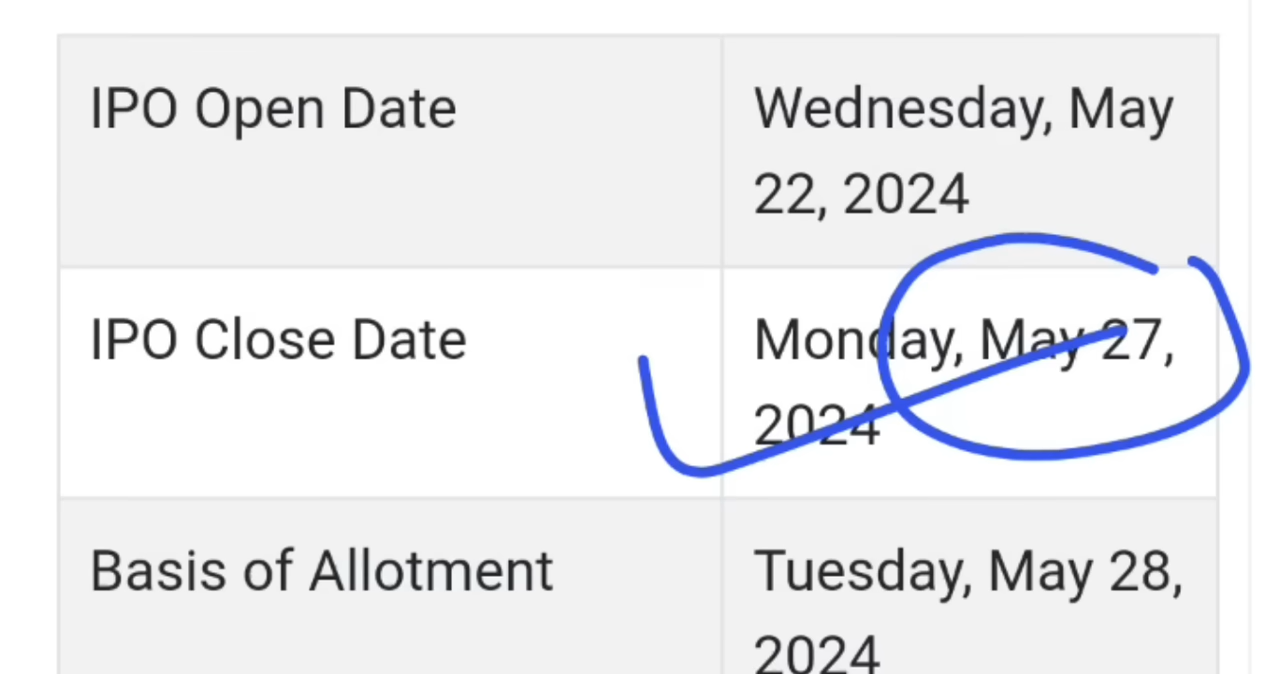 IPO Open Date
Wednesday, May
22, 2024
IPO Close Date
Monday, May 27,
2024
Basis of Allotment
Tuesday, May 28,
2024